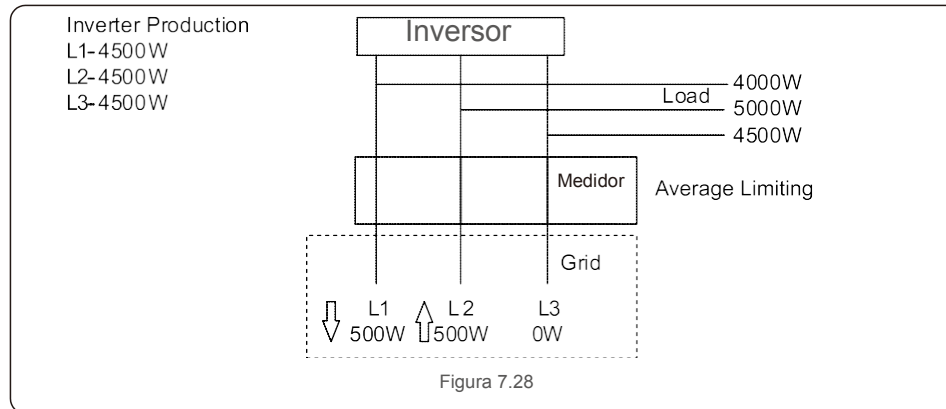 Inverter Production
L1-4500W
L2-4500W
L3-4500W
Inversor
4000W
Load
5000W
4500W
Medidor
Average Limiting
Grid
L1 L2 L3
500W 500W 0W
Figura 7.28